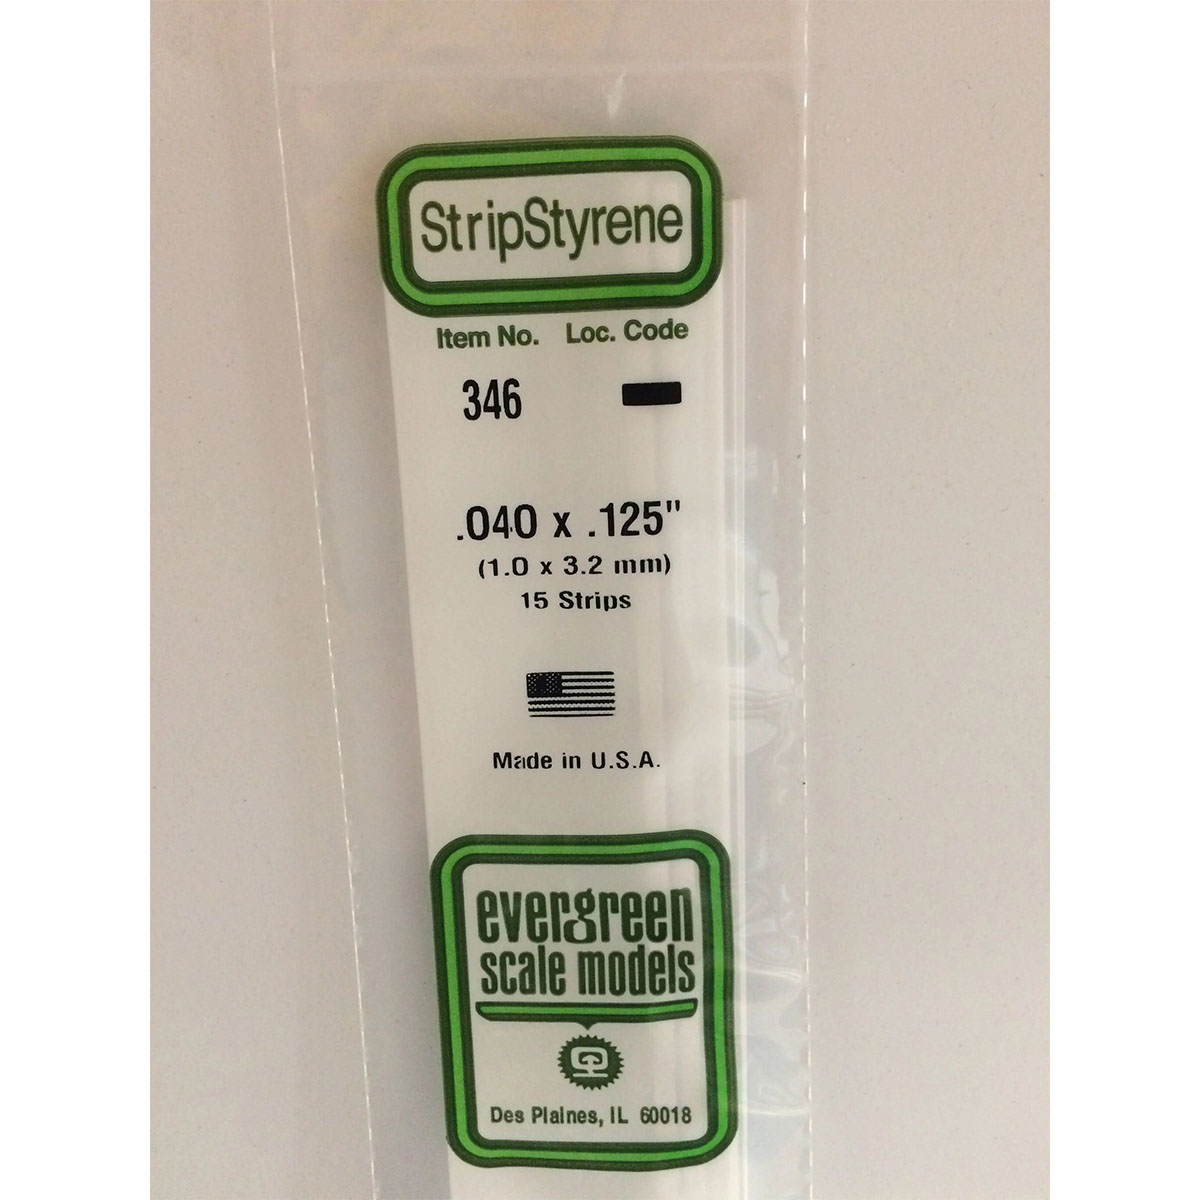 StripStyrene
Item No. Loc. Code
346
.040 x .125"
(1.0 x 3.2 mm)
15 Strips
Made in U.S.A.
evergreen
scale models
Des Plaines, IL 60018